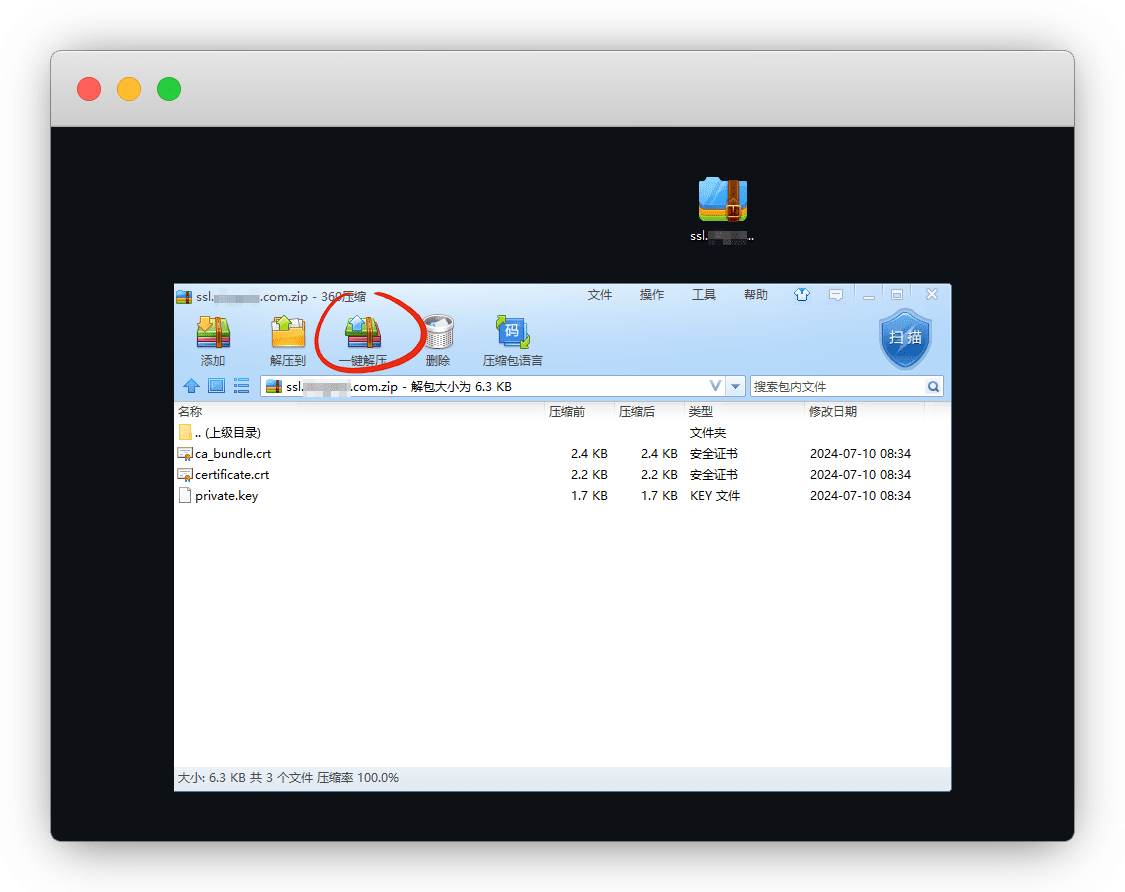 ssl. ..
ssl. .com.zip - 360压缩 文件 操作 工具 帮助
添加 解压到 一键解压 删除 码 压缩包语言 扫描
ssl. .com.zip - 解包大小为 6.3 KB 搜索包内文件
名称 压缩前 压缩后 类型 修改日期
.. (上级目录) 文件夹
ca_bundle.crt 2.4 KB 2.4 KB 安全证书 2024-07-10 08:34
certificate.crt 2.2 KB 2.2 KB 安全证书 2024-07-10 08:34
private.key 1.7 KB 1.7 KB KEY 文件 2024-07-10 08:34
大小: 6.3 KB 共 3 个文件 压缩率 100.0%